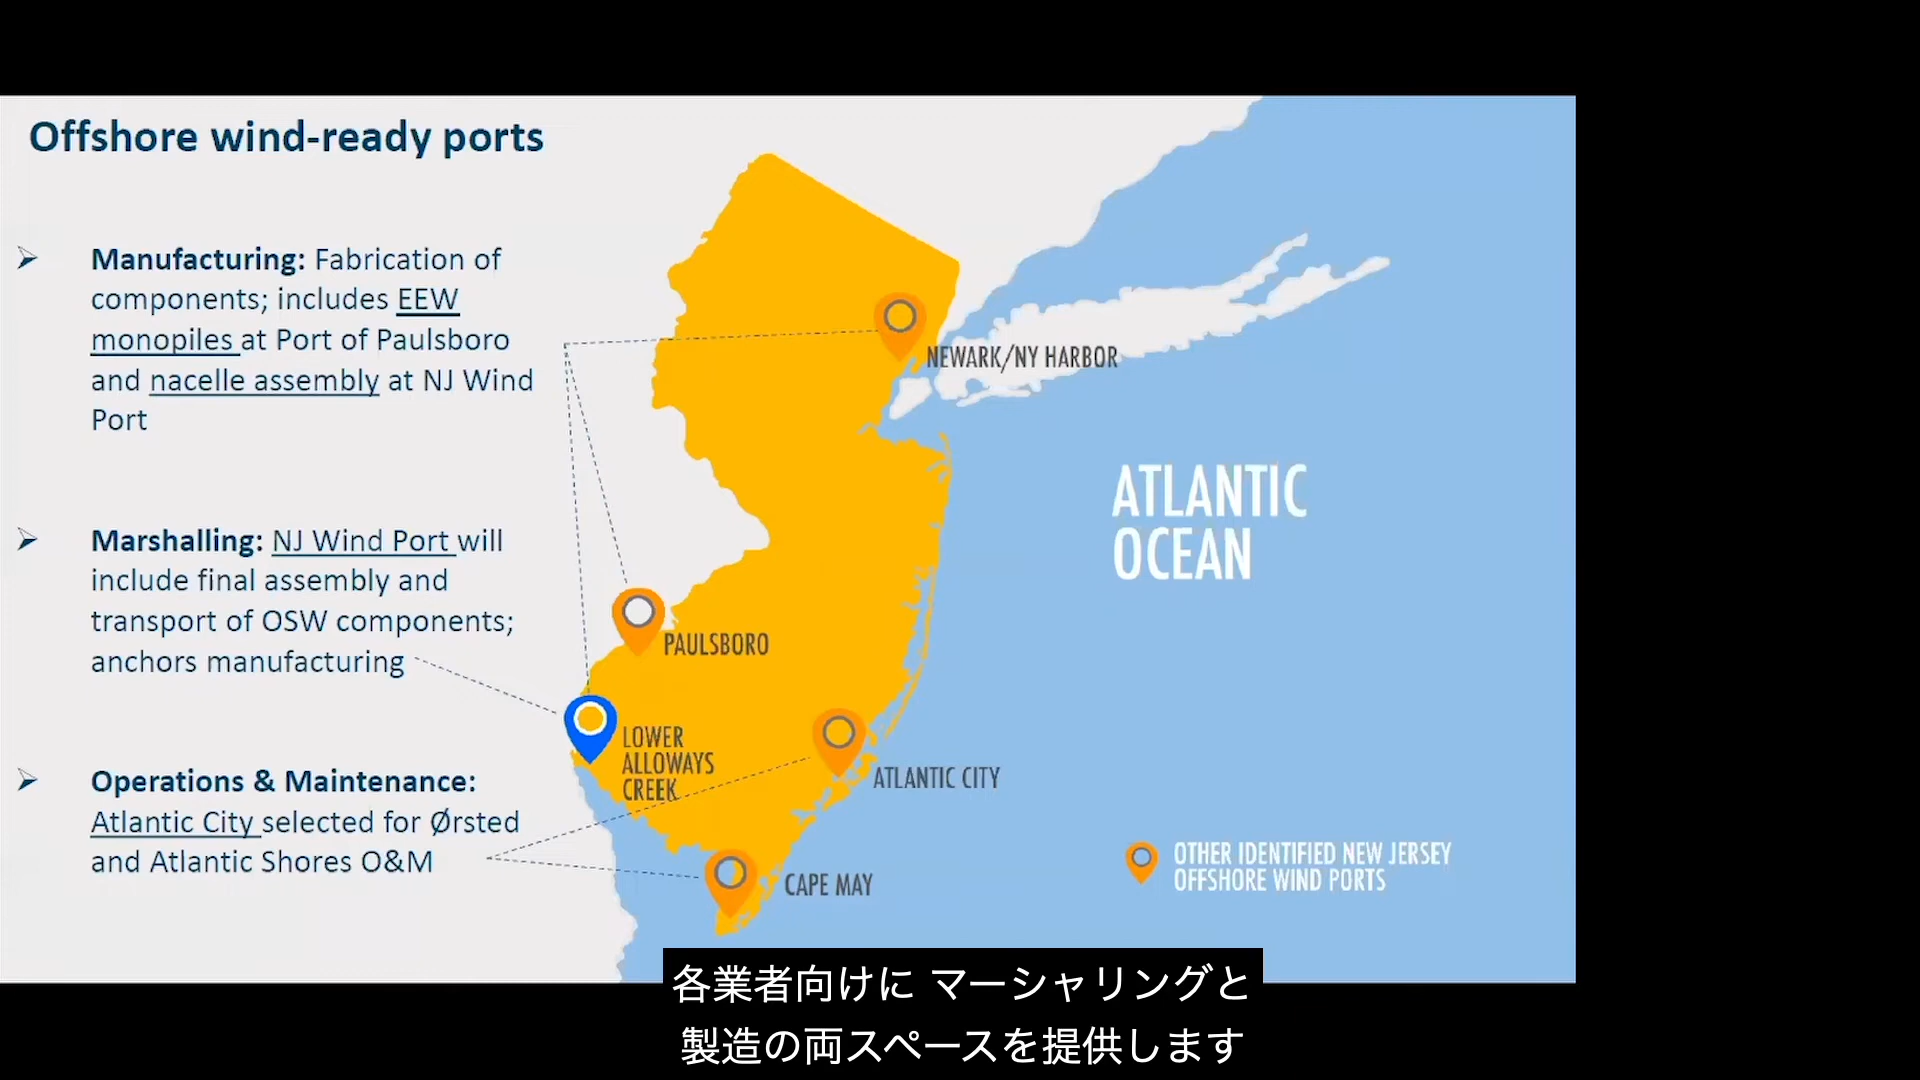 Offshore wind-ready ports
Manufacturing: Fabrication of
components; includes EEW
monopiles at Port of Paulsboro
and nacelle assembly at NJ Wind
Port
Marshalling: NJ Wind Port will
include final assembly and
transport of OSW components;
anchors manufacturing
Operations & Maintenance:
Atlantic City selected for Ørsted
and Atlantic Shores O&M
NEWARK/NY HARBOR
ATLANTIC
OCEAN
PAULSBORO
LOWER
ALLOWAYS
CREEK
ATLANTIC CITY
CAPE MAY
OTHER IDENTIFIED NEW JERSEY
OFFSHORE WIND PORTS
各業者向けに マーシャリングと
製造の両スペースを提供します